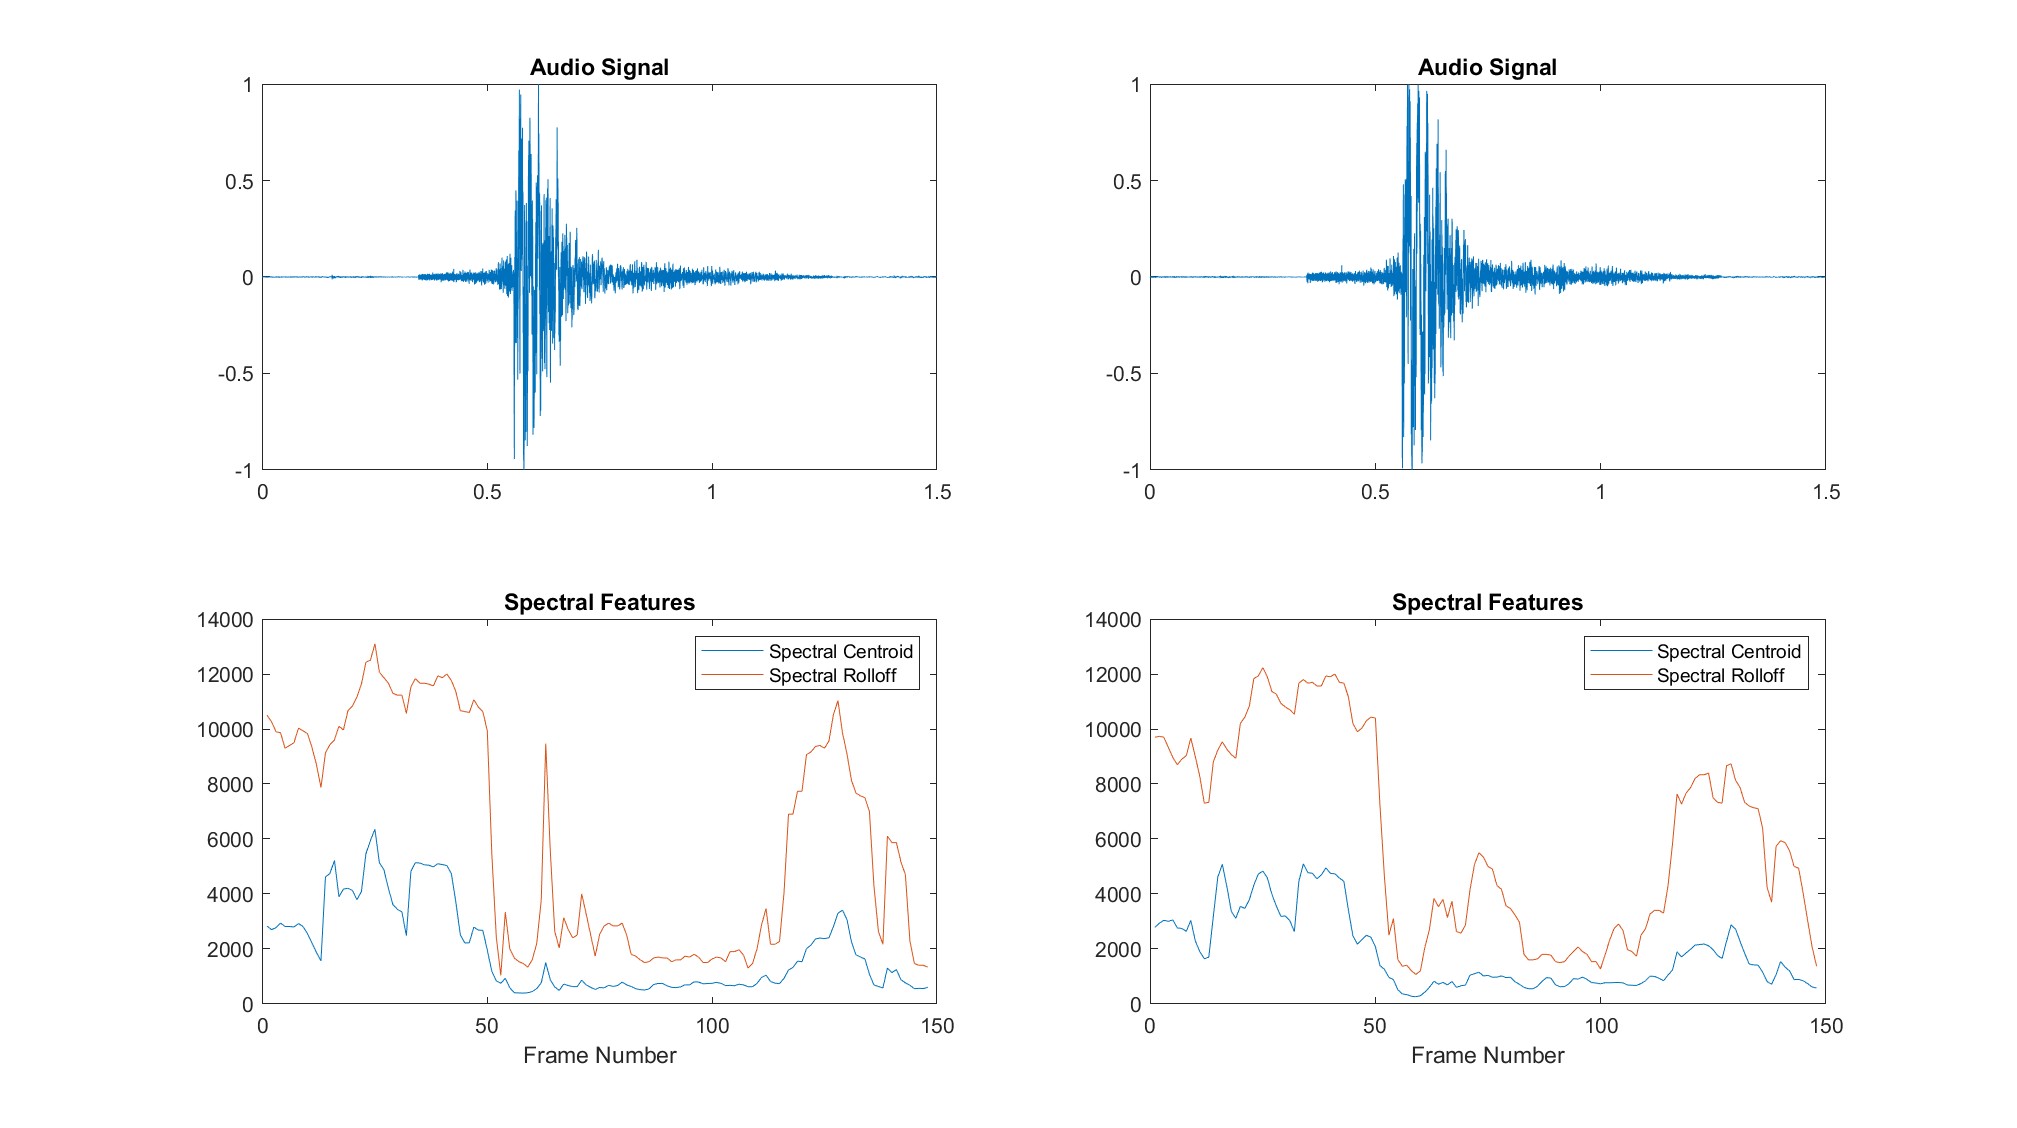 Audio Signal
1
0.5
0
-0.5
-1
0 0.5 1 1.5
Audio Signal
1
0.5
0
-0.5
-1
0 0.5 1 1.5
Spectral Features
14000
12000
10000
8000
6000
4000
2000
0
Spectral Centroid
Spectral Rolloff
0 50 100 150
Frame Number
Spectral Features
14000
12000
10000
8000
6000
4000
2000
0
Spectral Centroid
Spectral Rolloff
0 50 100 150
Frame Number